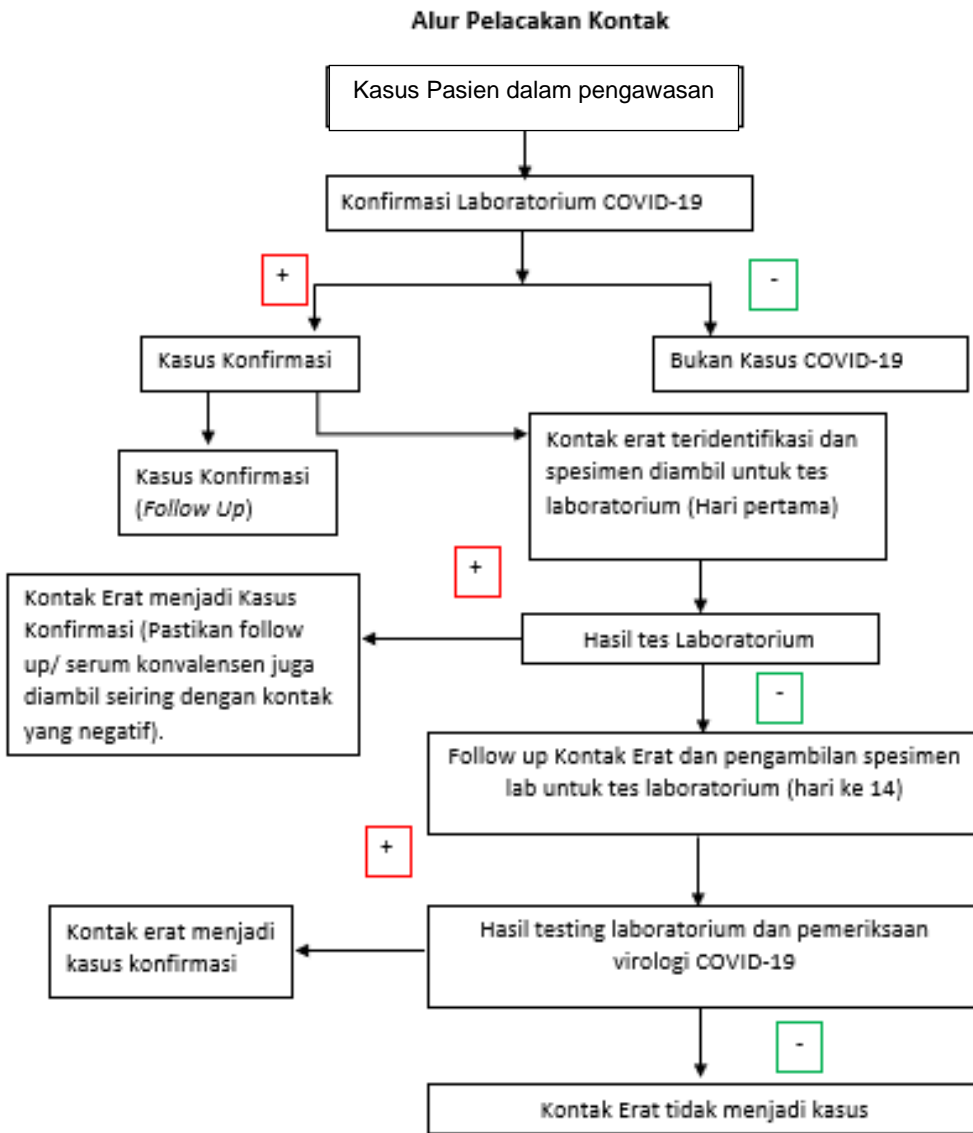 Alur Pelacakan Kontak
Kasus Pasien dalam pengawasan
Konfirmasi Laboratorium COVID-19
+
-
Kasus Konfirmasi
Bukan Kasus COVID-19
Kasus Konfirmasi
(Follow Up)
Kontak erat teridentifikasi dan
spesimen diambil untuk tes
laboratorium (Hari pertama)
+
Kontak Erat menjadi Kasus
Konfirmasi (Pastikan follow
up/ serum konvalensen juga
diambil seiring dengan kontak
yang negatif).
Hasil tes Laboratorium
-
Follow up Kontak Erat dan pengambilan spesimen
lab untuk tes laboratorium (hari ke 14)
+
Kontak erat menjadi
kasus konfirmasi
Hasil testing laboratorium dan pemeriksaan
virologi COVID-19
-
Kontak Erat tidak menjadi kasus